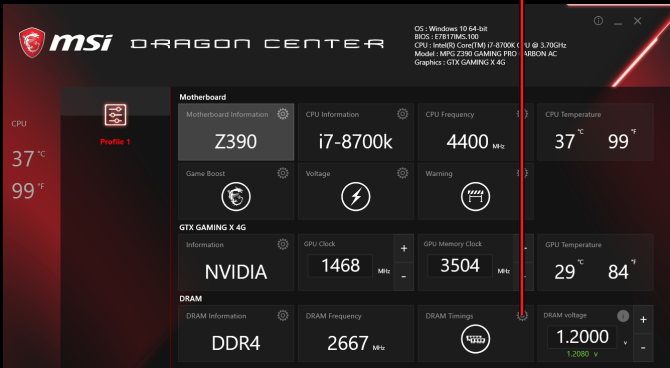 msi DRAGON CENTER
OS : Windows 10 64-bit
BIOS : E7B17IMS.100
CPU : Intel(R) Core(TM) i7-8700K CPU @ 3.70GHz
Model : MPG Z390 GAMING PRO CARBON AC
Graphics : GTX GAMING X 4G
CPU
37 °C
99 °F
Profile 1
Motherboard
Motherboard Information
Z390
CPU Information
i7-8700k
CPU Frequency
4400 MHz
CPU Temperature
37 °C 99 °F
Game Boost
Voltage
Warning
GTX GAMING X 4G
Information
NVIDIA
GPU Clock
1468 MHz
+
-
GPU Memory Clock
3504 MHz
-
GPU Temperature
29 °C 84 °F
DRAM
DRAM Information
DDR4
DRAM Frequency
2667 MHz
DRAM Timings
DRAM voltage
1.2000 v
1.2080 v
+
-